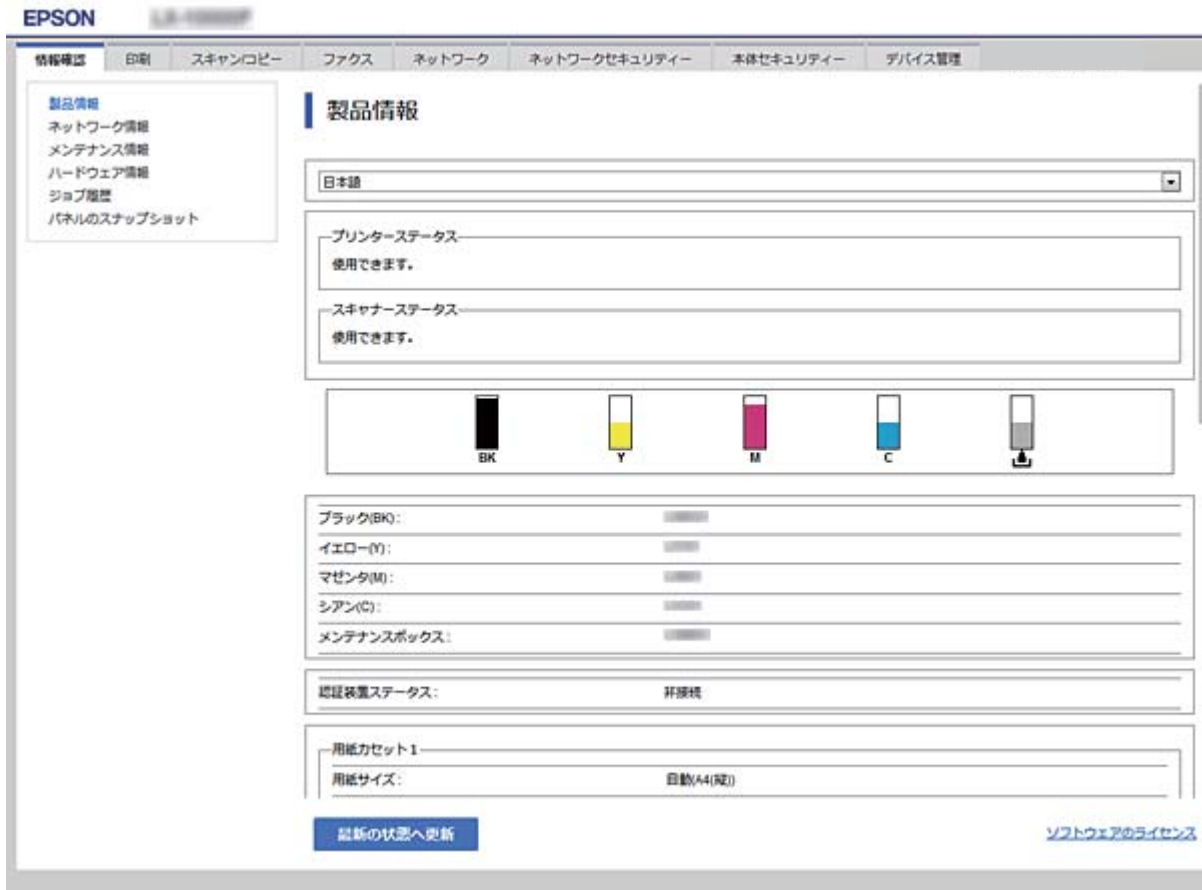 EPSON
情報確認 印刷 スキャン/コピー ファクス ネットワーク ネットワークセキュリティー 本体セキュリティー デバイス管理
製品情報
ネットワーク情報
メンテナンス情報
ハードウェア情報
ジョブ履歴
パネルのスナップショット
製品情報
日本語
プリンターステータス
使用できます。
スキャナーステータス
使用できます。
BK Y M C
ブラック(BK):
イエロー(Y):
マゼンタ(M):
シアン(C):
メンテナンスボックス:
認証装置ステータス: 非接続
用紙カセット1
用紙サイズ: 自動(A4(縦))
最新の状態へ更新
ソフトウェアのライセンス